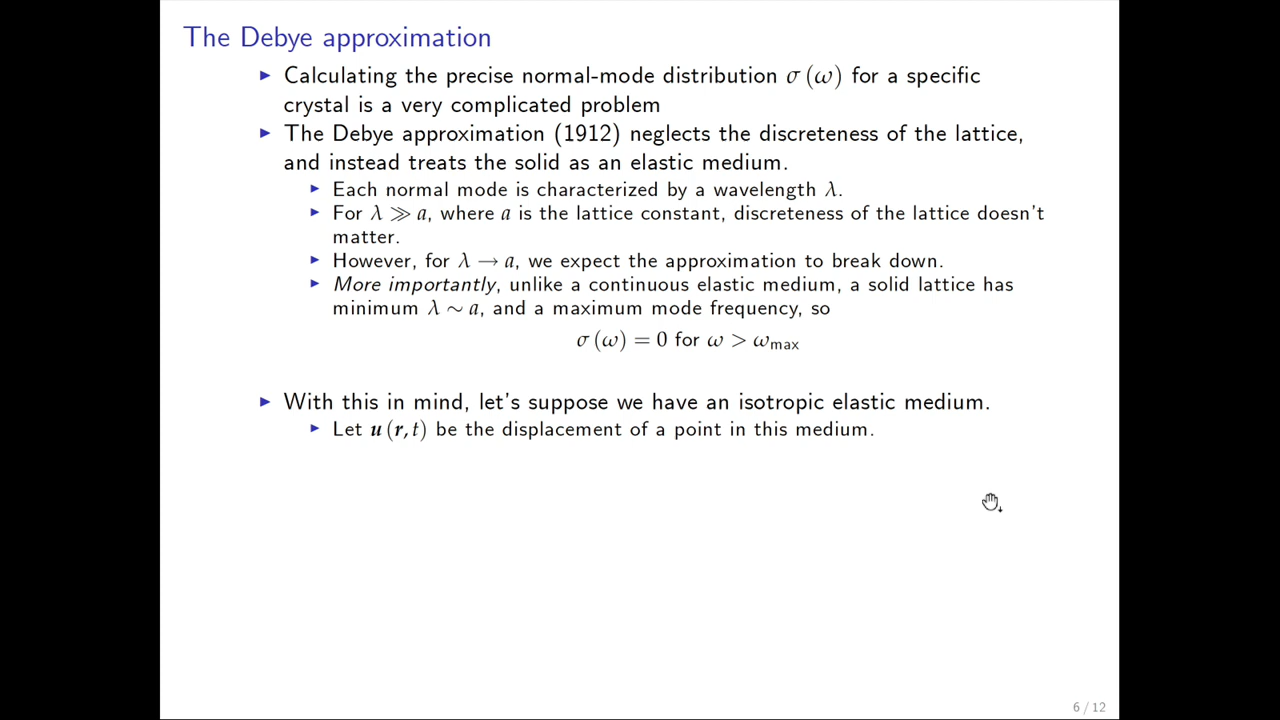 The Debye approximation
▶ Calculating the precise normal-mode distribution σ (ω) for a specific
crystal is a very complicated problem
▶ The Debye approximation (1912) neglects the discreteness of the lattice,
and instead treats the solid as an elastic medium.
▶ Each normal mode is characterized by a wavelength λ.
▶ For λ ≫ a, where a is the lattice constant, discreteness of the lattice doesn't
matter.
▶ However, for λ → a, we expect the approximation to break down.
▶ More importantly, unlike a continuous elastic medium, a solid lattice has
minimum λ ∼ a, and a maximum mode frequency, so
σ (ω) = 0 for ω > ω_max
▶ With this in mind, let's suppose we have an isotropic elastic medium.
▶ Let u (r, t) be the displacement of a point in this medium.
6 / 12